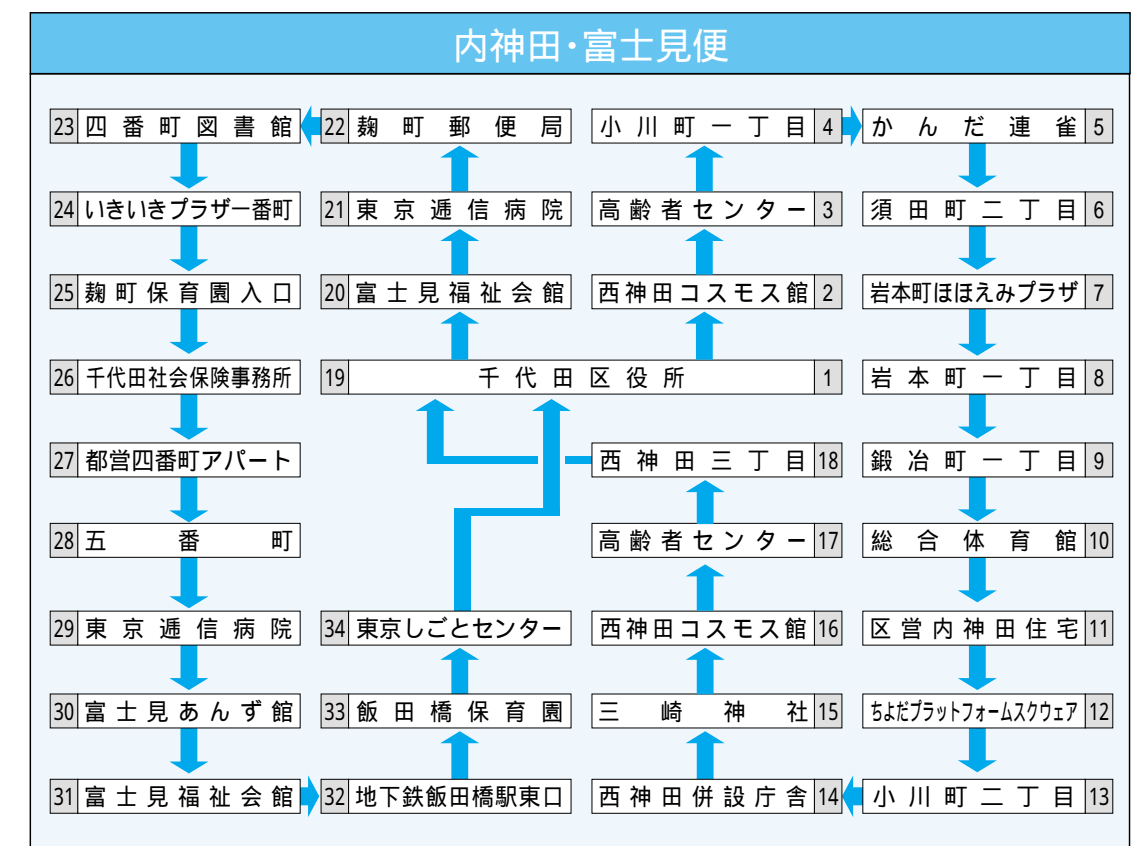 内神田・富士見便
23 四番町図書館 22 麹町郵便局 小川町一丁目 4 かんだ連雀 5
24 いきいきプラザ一番町 21 東京逓信病院 高齢者センター 3 須田町二丁目 6
25 麹町保育園入口 20 富士見福祉会館 西神田コスモス館 2 岩本町ほほえみプラザ 7
26 千代田社会保険事務所 19 千代田区役所 1 岩本町一丁目 8
27 都営四番町アパート 西神田三丁目 18 鍛冶町一丁目 9
28 五番町 高齢者センター 17 総合体育館 10
29 東京逓信病院 34 東京しごとセンター 西神田コスモス館 16 区営内神田住宅 11
30 富士見あんず館 33 飯田橋保育園 三崎神社 15 ちよだプラットフォームスクウェア 12
31 富士見福祉会館 32 地下鉄飯田橋駅東口 西神田併設庁舎 14 小川町二丁目 13